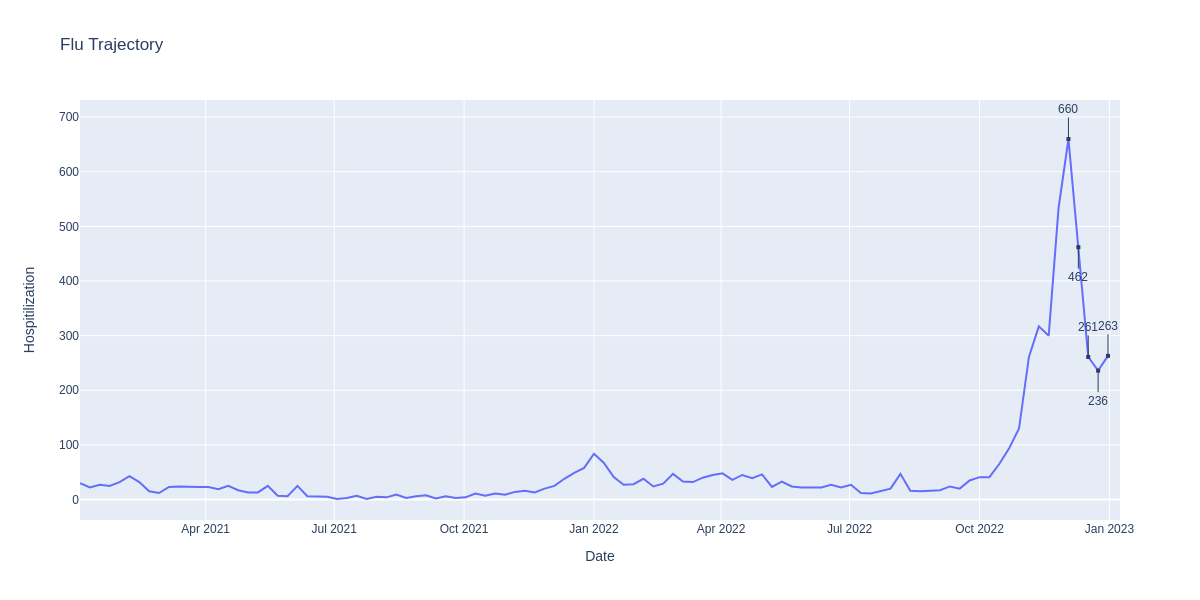 Flu Trajectory
660
700
600
500
462
400
261
263
300
236
200
100
0
Hospitilization
Apr 2021
Jul 2021
Oct 2021
Jan 2022
Apr 2022
Jul 2022
Oct 2022
Jan 2023
Date